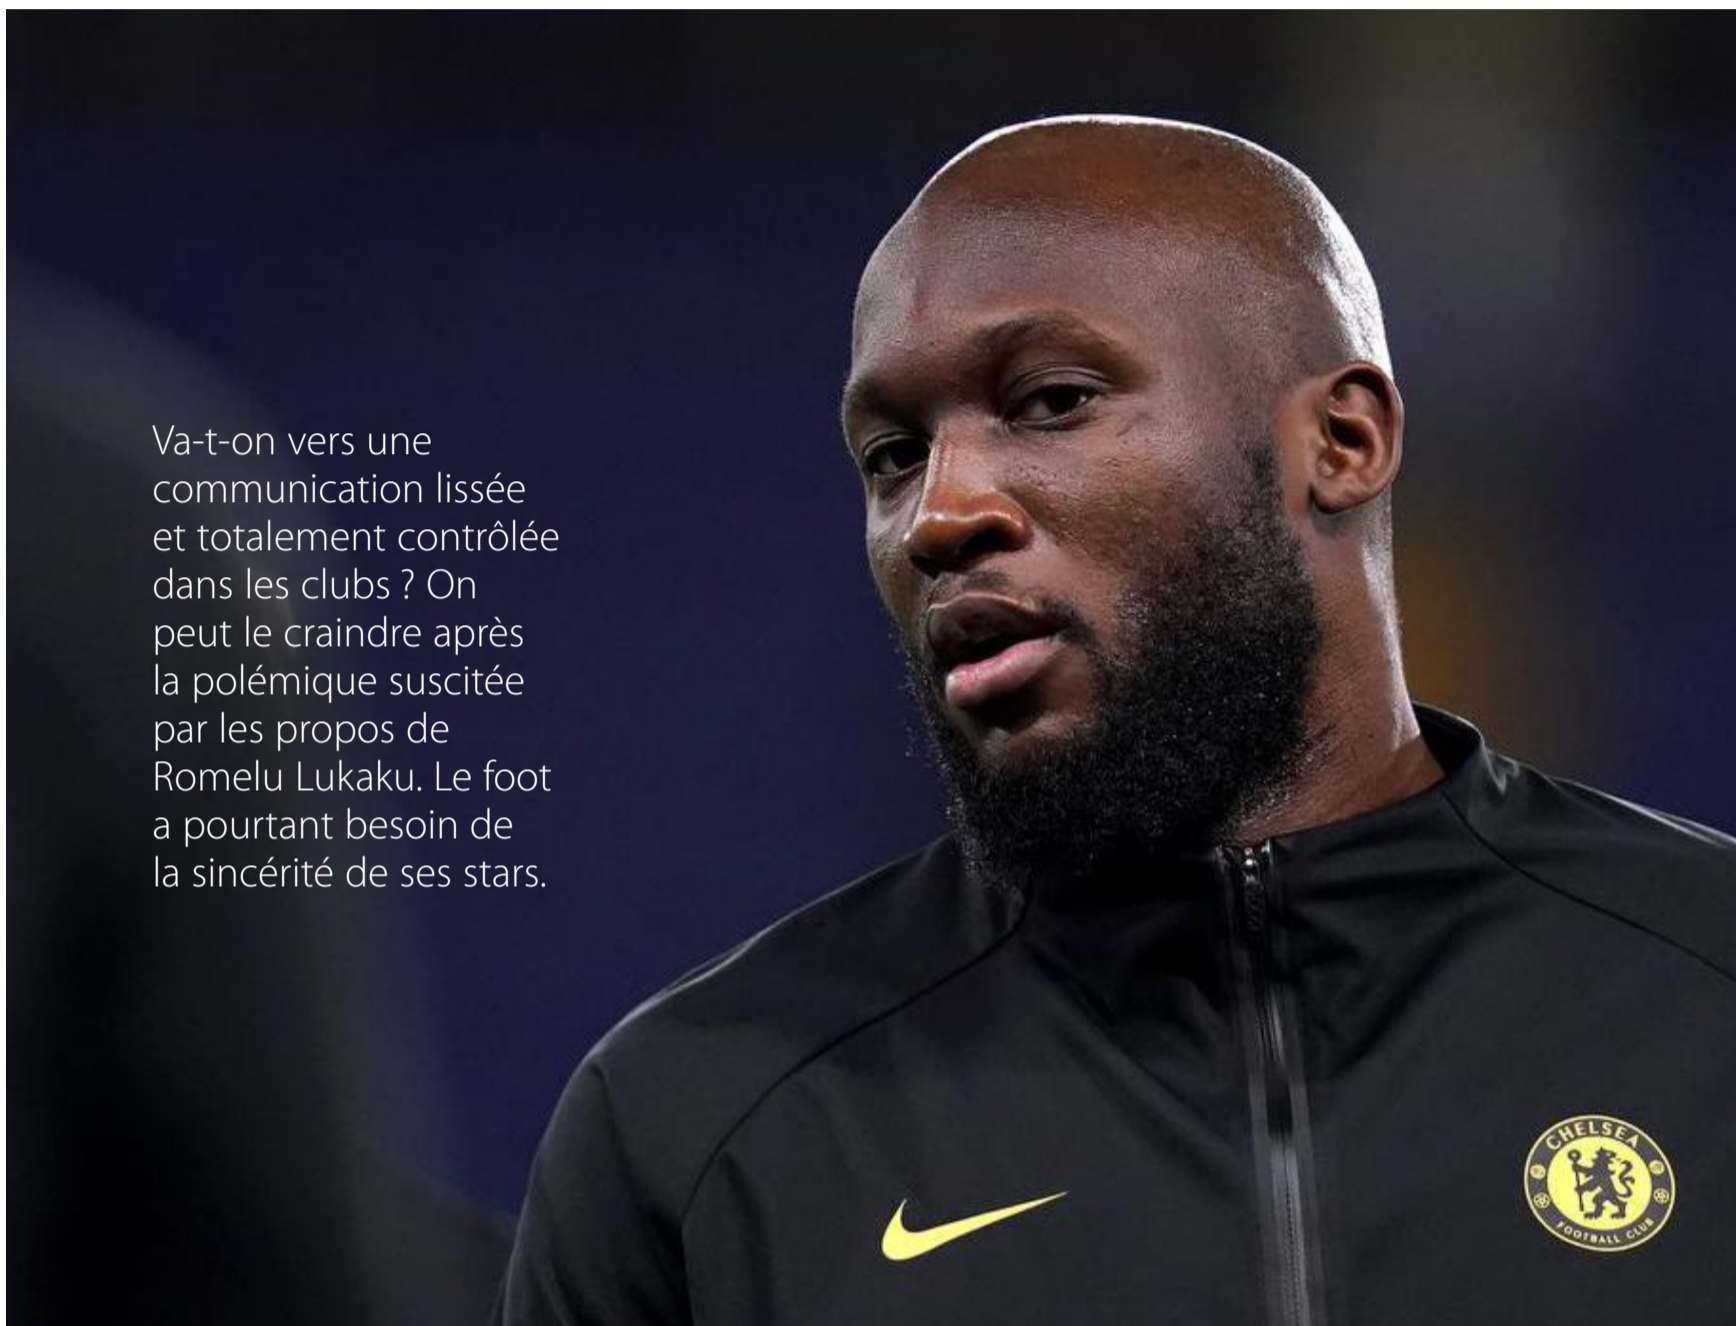 Va-t-on vers une
communication lissée
et totalement contrôlée
dans les clubs ? On
peut le craindre après
la polémique suscitée
par les propos de
Romelu Lukaku. Le foot
a pourtant besoin de
la sincérité de ses stars.
CHELSEA
FOOTBALL CLUB